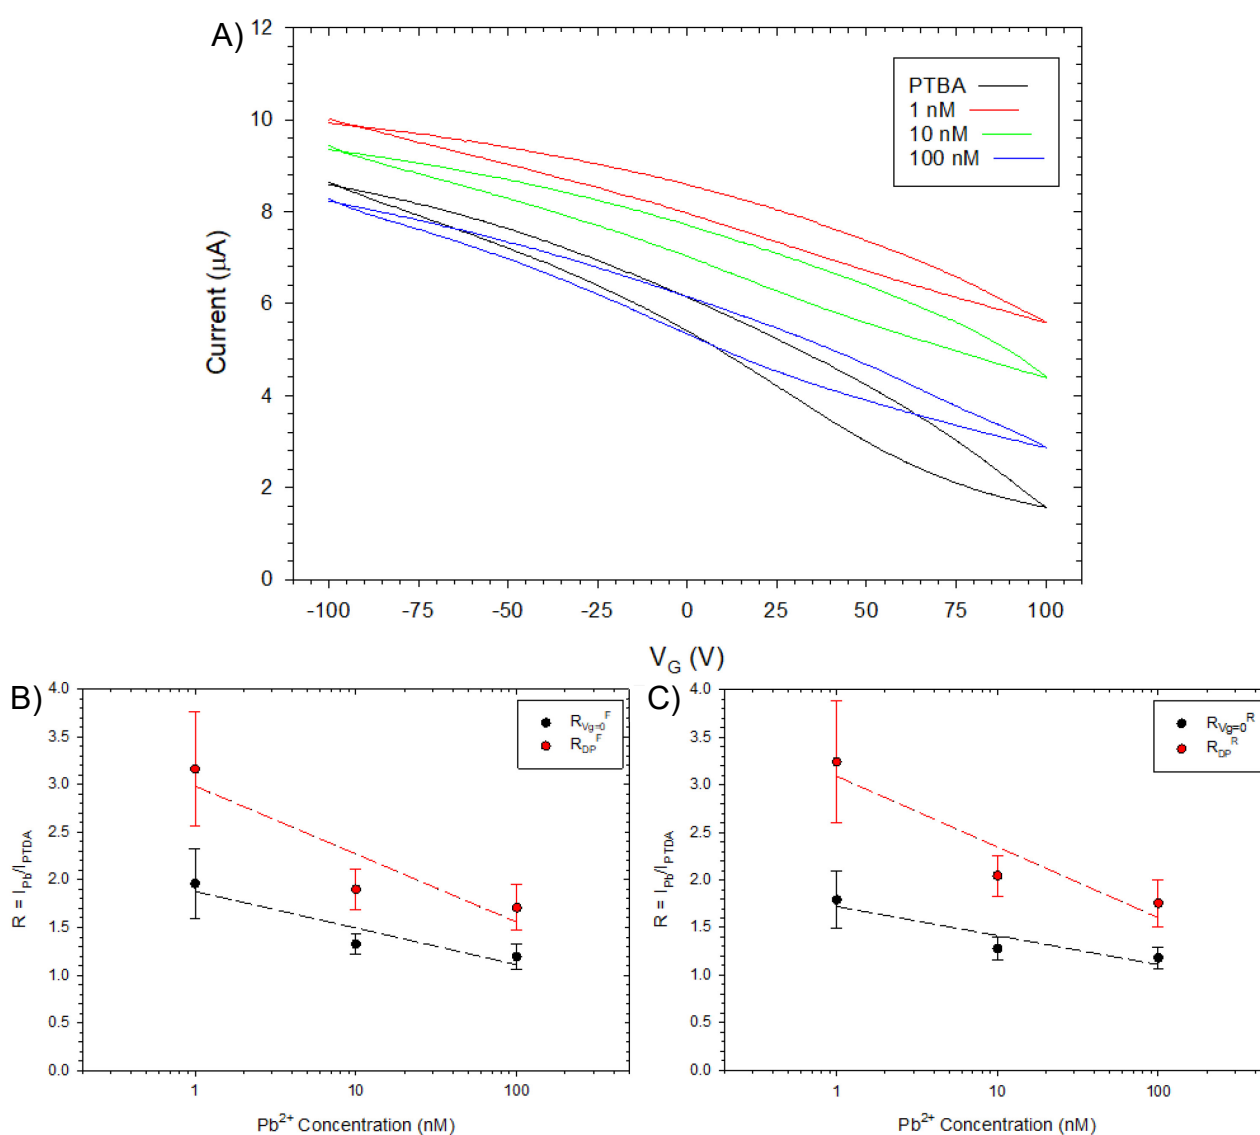 A)
12
10
8
6
4
2
0
Current (μA)
PTBA
1 nM
10 nM
100 nM
-100 -75 -50 -25 0 25 50 75 100
V_G (V)
B)
4.0
3.5
3.0
2.5
2.0
1.5
1.0
0.5
0.0
R = I_Pb/I_PTDA
R_Vg=0^F
R_DP^F
1 10 100
Pb²⁺ Concentration (nM)
C)
4.0
3.5
3.0
2.5
2.0
1.5
1.0
0.5
0.0
R = I_Pb/I_PTDA
R_Vg=0^R
R_DP^R
1 10 100
Pb²⁺ Concentration (nM)